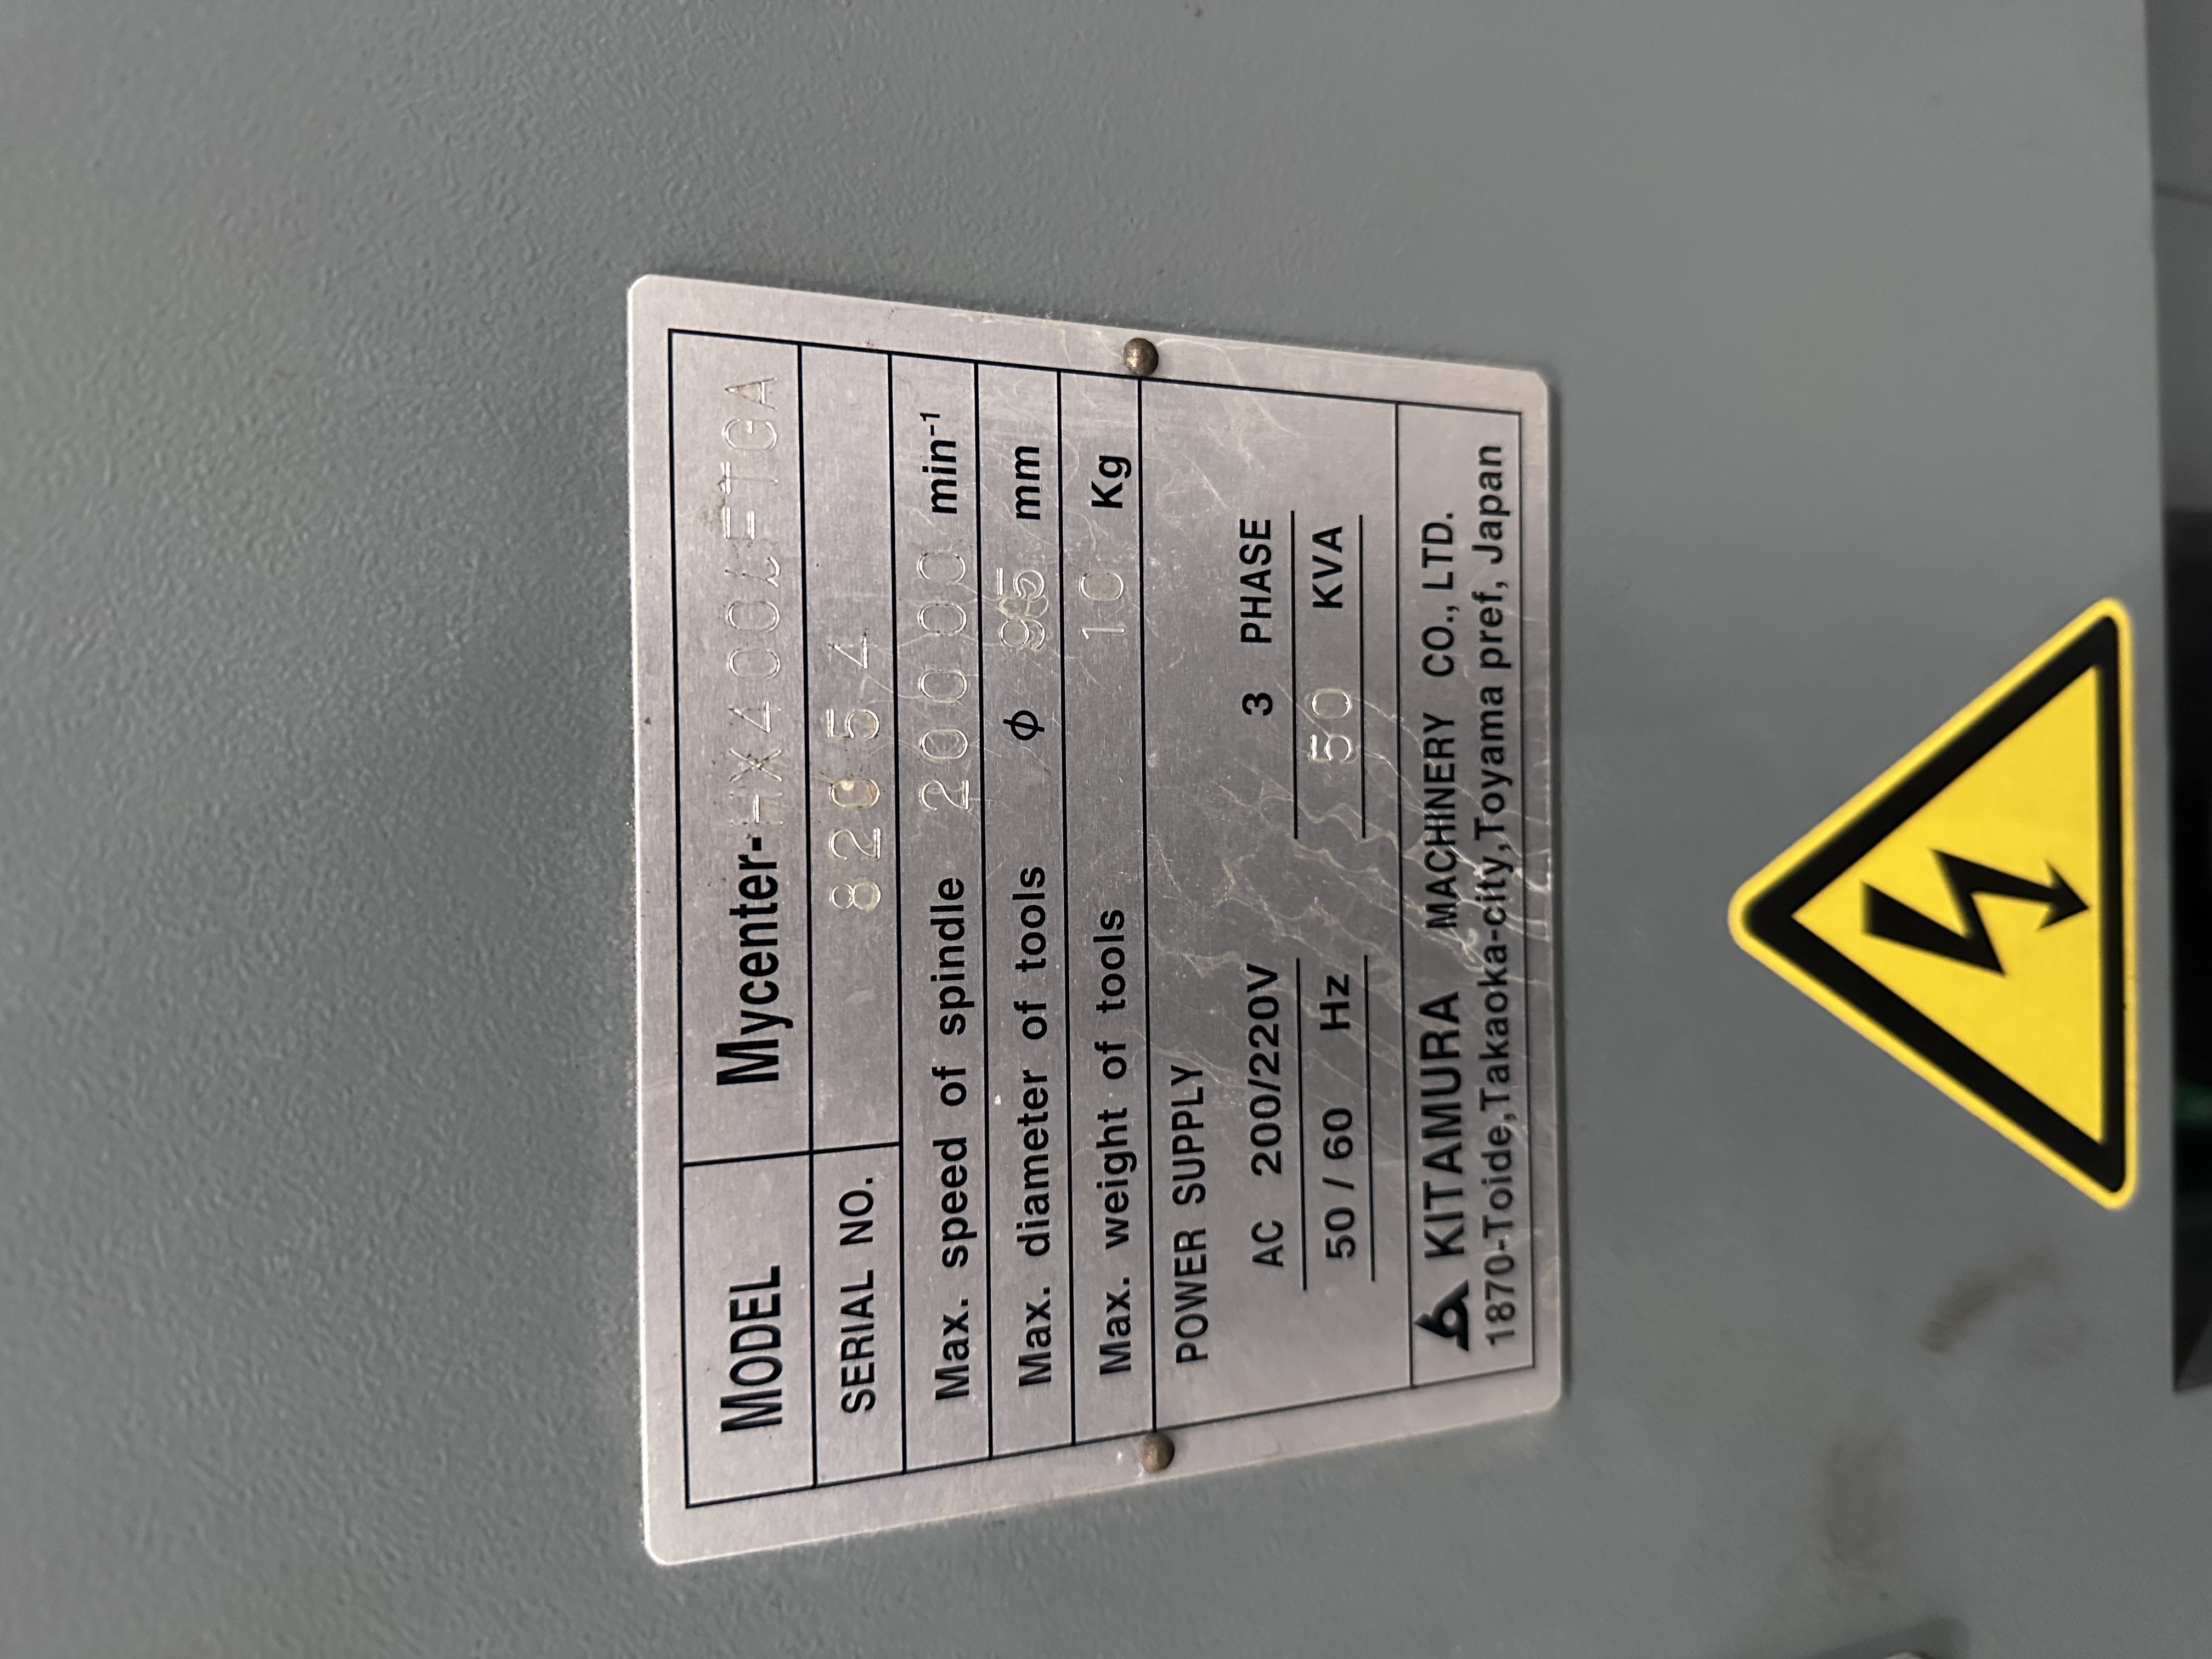 MODEL Mycenter-HX400iFTGA
SERIAL NO. 82054
Max. speed of spindle 20000 min⁻¹
Max. diameter of tools φ 95 mm
Max. weight of tools 10 Kg
POWER SUPPLY
AC 200/220V 3 PHASE
50/60 Hz 50 KVA
KITAMURA MACHINERY CO., LTD.
1870-Toide,Takaoka-city,Toyama pref, Japan